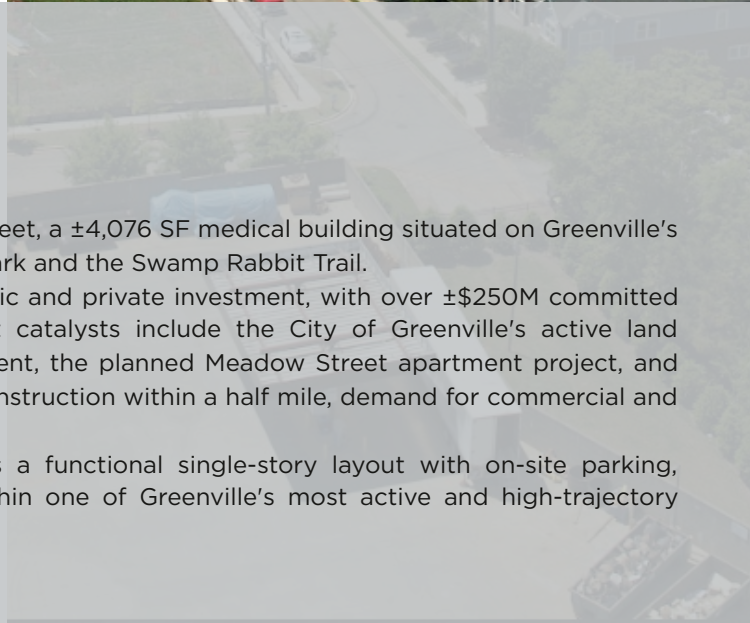 eet, a ±4,076 SF medical building situated on Greenville's
ark and the Swamp Rabbit Trail.
ic and private investment, with over ±$250M committed
catalysts include the City of Greenville's active land
ent, the planned Meadow Street apartment project, and
nstruction within a half mile, demand for commercial and
s a functional single-story layout with on-site parking,
hin one of Greenville's most active and high-trajectory